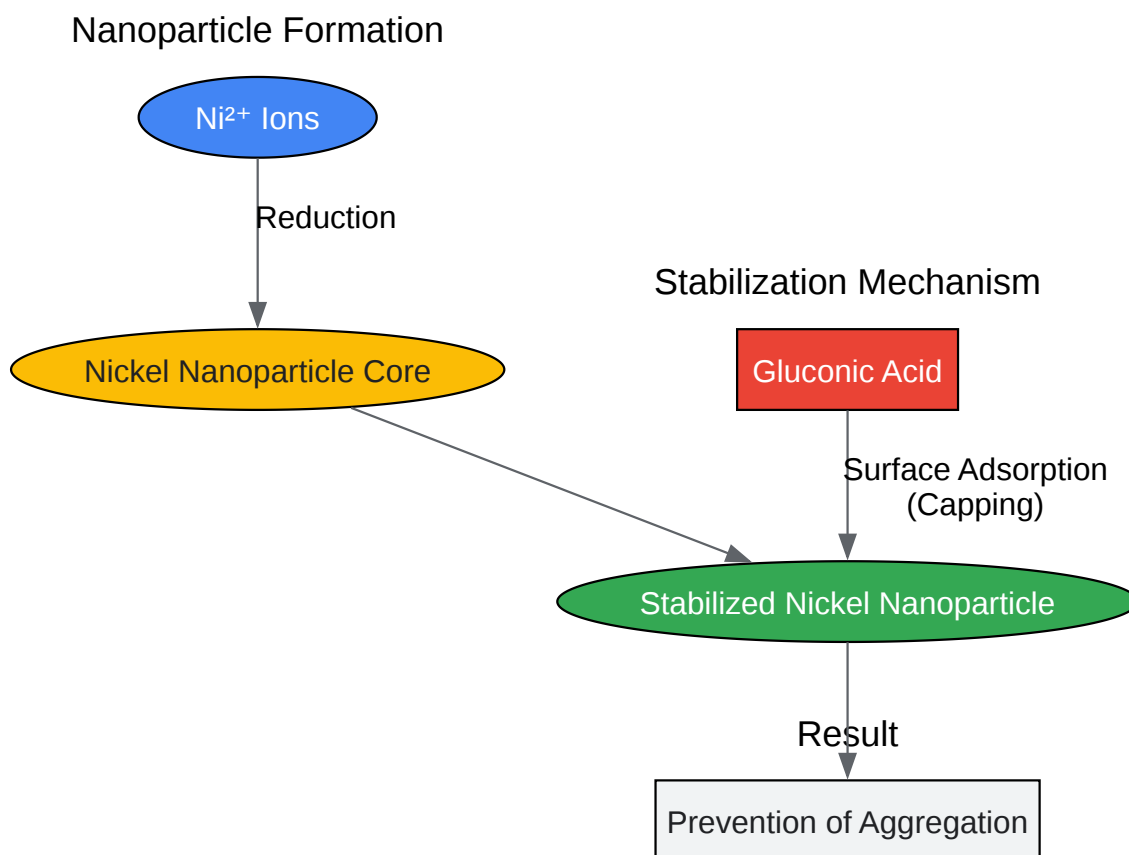 Nanoparticle Formation
Ni²⁺ Ions
Reduction
Nickel Nanoparticle Core
Stabilization Mechanism
Gluconic Acid
Surface Adsorption
(Capping)
Stabilized Nickel Nanoparticle
Result
Prevention of Aggregation